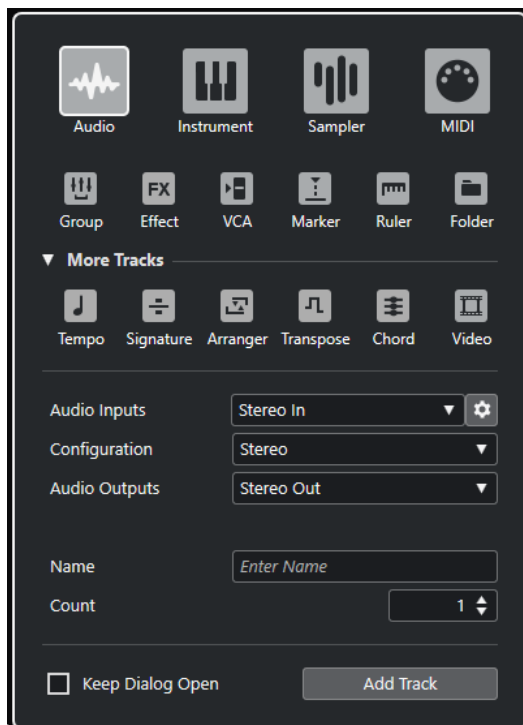 Audio Instrument Sampler MIDI
FX
Group Effect VCA Marker Ruler Folder
▼ More Tracks
Tempo Signature Arranger Transpose Chord Video
Audio Inputs Stereo In
Configuration Stereo
Audio Outputs Stereo Out
Name Enter Name
Count 1
Keep Dialog Open Add Track